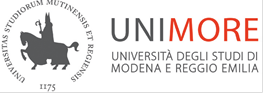 UNIVERSITAS STUDIORUM MUTINENSIS ET REGIENSIS
1175
UNIMORE
UNIVERSITÀ DEGLI STUDI DI
MODENA E REGGIO EMILIA